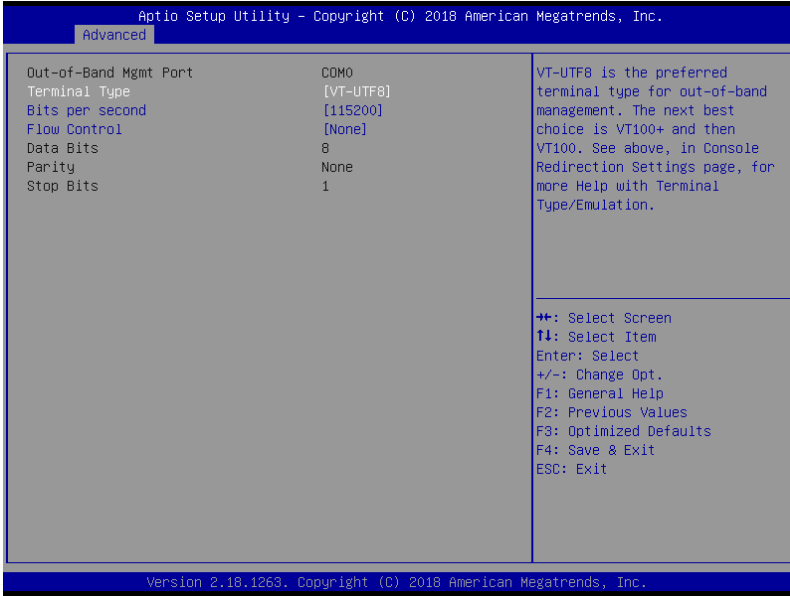 Aptio Setup Utility – Copyright (C) 2018 American Megatrends, Inc.
Advanced
Out-of-Band Mgmt Port COM0
Terminal Type [VT-UTF8]
Bits per second [115200]
Flow Control [None]
Data Bits 8
Parity None
Stop Bits 1
VT-UTF8 is the preferred
terminal type for out-of-band
management. The next best
choice is VT100+ and then
VT100. See above, in Console
Redirection Settings page, for
more Help with Terminal
Type/Emulation.
→←: Select Screen
↑↓: Select Item
Enter: Select
+/-: Change Opt.
F1: General Help
F2: Previous Values
F3: Optimized Defaults
F4: Save & Exit
ESC: Exit
Version 2.18.1263. Copyright (C) 2018 American Megatrends, Inc.